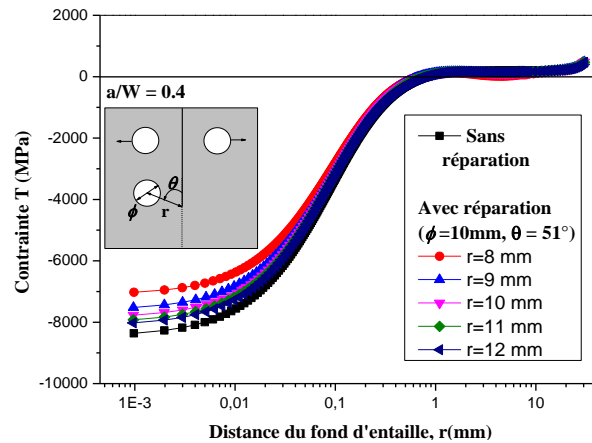 2000
0
-2000
-4000
-6000
-8000
-10000
Contrainte T (MPa)
a/W = 0.4
θ
ϕ
r
Sans
réparation
Avec réparation
(ϕ=10mm, θ = 51°)
r=8 mm
r=9 mm
r=10 mm
r=11 mm
r=12 mm
1E-3
0,01
0,1
1
10
Distance du fond d'entaille, r(mm)